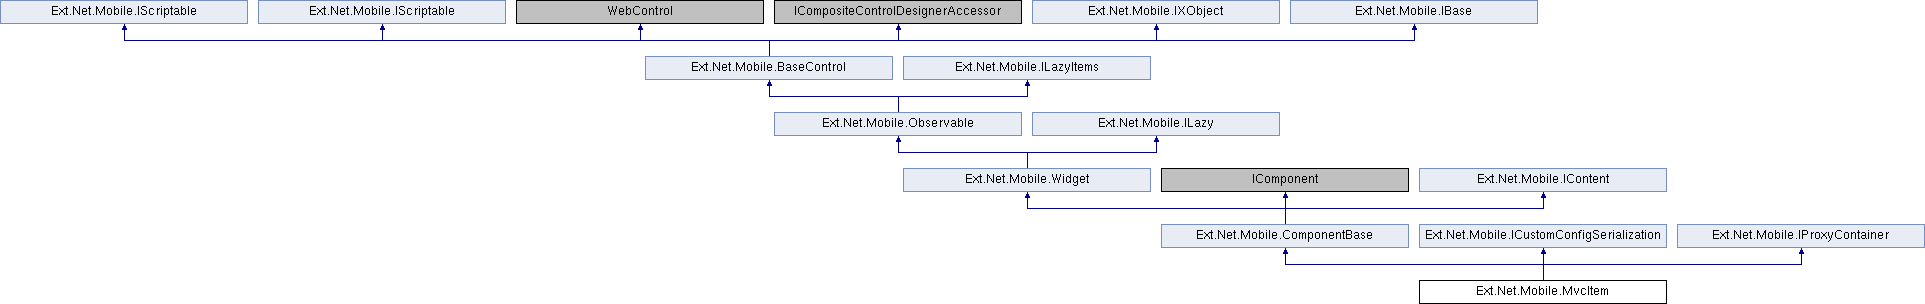 Ext.Net.Mobile.IScriptable
Ext.Net.Mobile.IScriptable
WebControl
ICompositeControlDesignerAccessor
Ext.Net.Mobile.IXObject
Ext.Net.Mobile.IBase
Ext.Net.Mobile.BaseControl
Ext.Net.Mobile.ILazyItems
Ext.Net.Mobile.Observable
Ext.Net.Mobile.ILazy
Ext.Net.Mobile.Widget
IComponent
Ext.Net.Mobile.IContent
Ext.Net.Mobile.ComponentBase
Ext.Net.Mobile.ICustomConfigSerialization
Ext.Net.Mobile.IProxyContainer
Ext.Net.Mobile.MvcItem